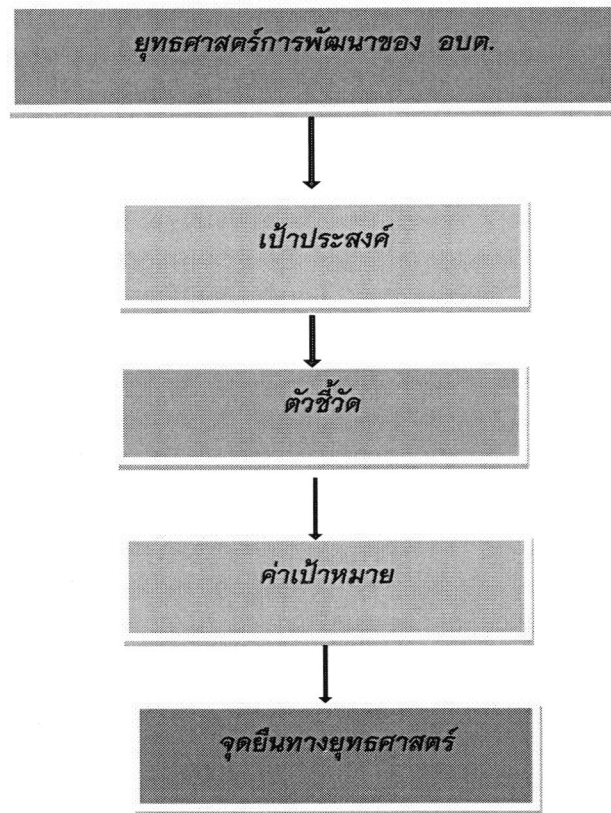 ยุทธศาสตร์การพัฒนาของ อบต.
เป้าประสงค์
ตัวชี้วัด
ค่าเป้าหมาย
จุดยืนทางยุทธศาสตร์